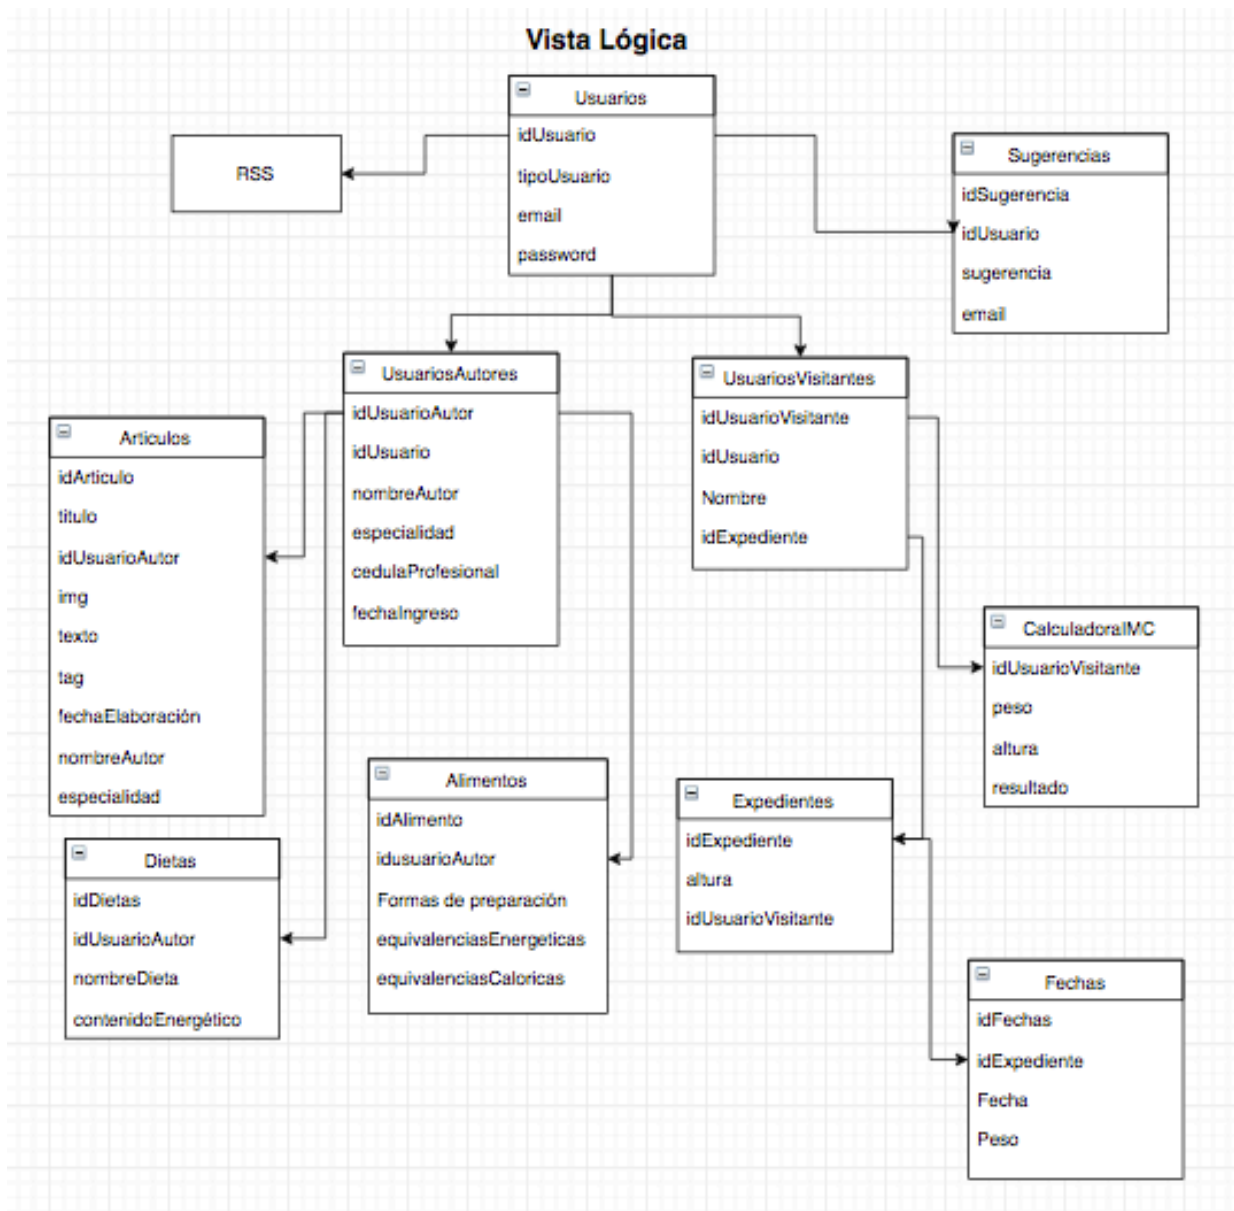 Vista Lógica
Usuarios
idUsuario
tipoUsuario
email
password
RSS
Sugerencias
idSugerencia
idUsuario
sugerencia
email
UsuariosAutores
idUsuarioAutor
idUsuario
nombreAutor
especialidad
cedulaProfesional
fechaIngreso
UsuariosVisitantes
idUsuarioVisitante
idUsuario
Nombre
idExpediente
Articulos
idArticulo
titulo
idUsuarioAutor
img
texto
tag
fechaElaboración
nombreAutor
especialidad
CalculadoraIMC
idUsuarioVisitante
peso
altura
resultado
Alimentos
idAlimento
idusuarioAutor
Formas de preparación
equivalenciasEnergeticas
equivalenciasCaloricas
Expedientes
idExpediente
altura
idUsuarioVisitante
Dietas
idDietas
idUsuarioAutor
nombreDieta
contenidoEnergético
Fechas
idFechas
idExpediente
Fecha
Peso